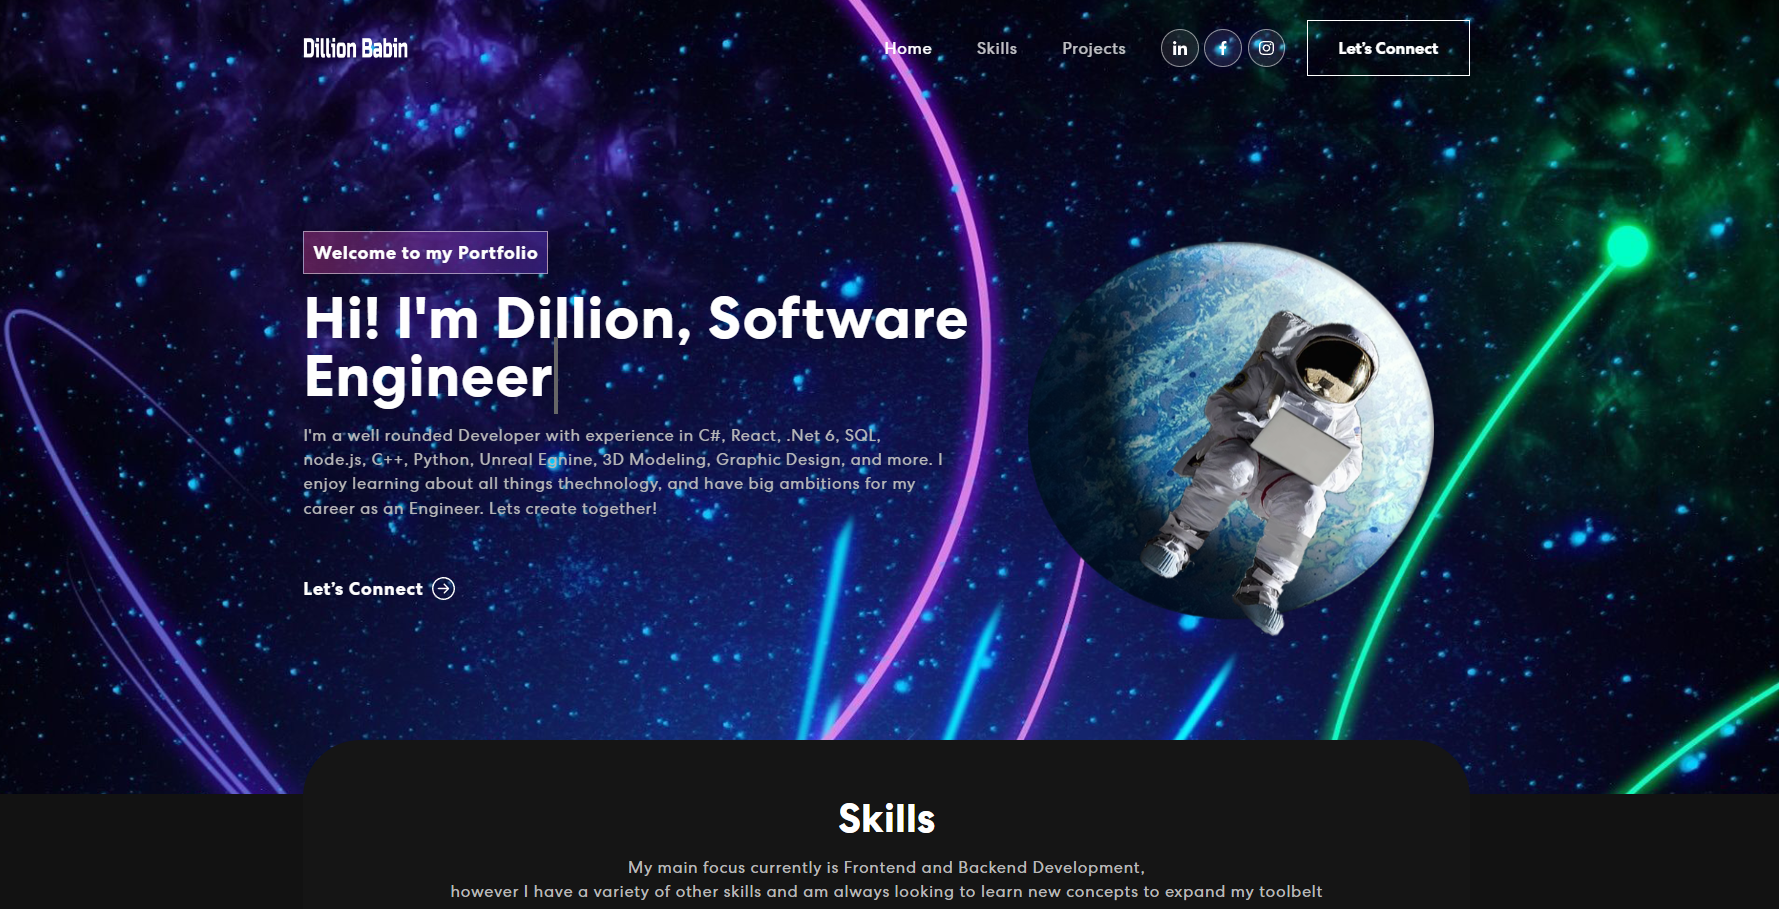 Dillion Babin
Home Skills Projects Let's Connect
Welcome to my Portfolio
Hi! I'm Dillion, Software
Engineer
I'm a well rounded Developer with experience in C#, React, .Net 6, SQL,
node.js, C++, Python, Unreal Egnine, 3D Modeling, Graphic Design, and more. I
enjoy learning about all things thechnology, and have big ambitions for my
career as an Engineer. Lets create together!
Let's Connect
Skills
My main focus currently is Frontend and Backend Development,
however I have a variety of other skills and am always looking to learn new concepts to expand my toolbelt